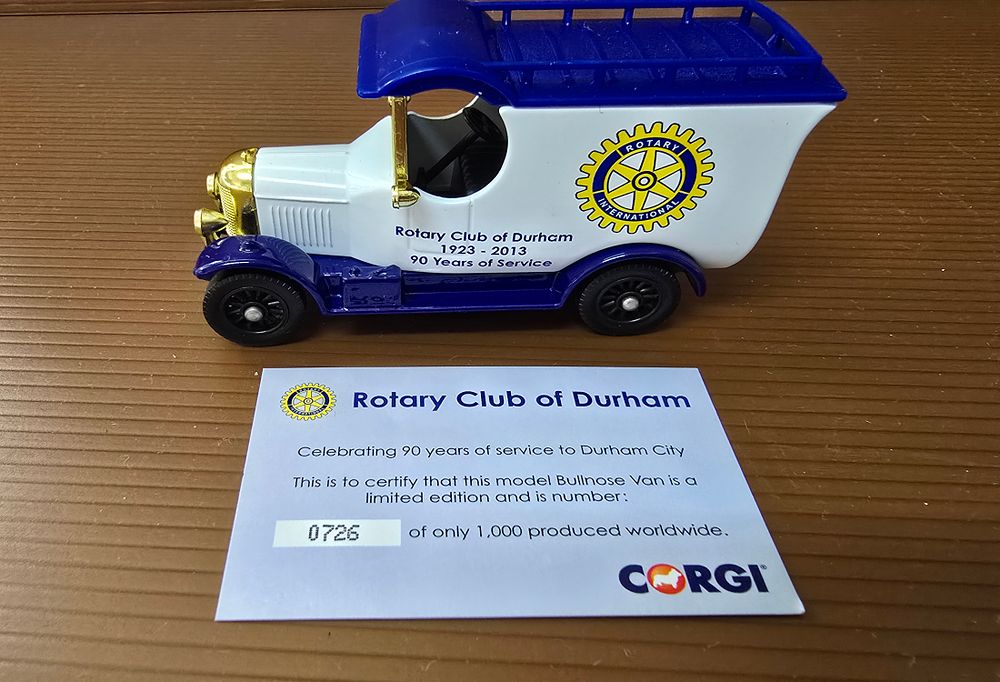 ROTARY
INTERNATIONAL
Rotary Club of Durham
1923 - 2013
90 Years of Service
ROTARY
INTERNATIONAL
Rotary Club of Durham
Celebrating 90 years of service to Durham City
This is to certify that this model Bullnose Van is a
limited edition and is number:
0726 of only 1,000 produced worldwide.
CORGI®